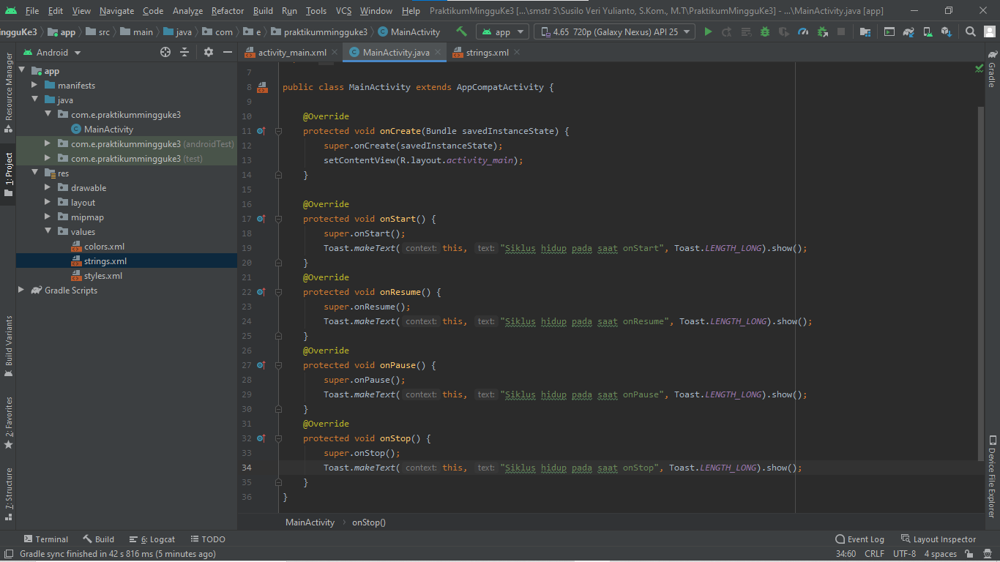 File Edit View Navigate Code Analyze Refactor Build Run Tools VCS Window Help PraktikumMingguKe3 [...\smstr 3\Susilo Veri Yulianto, S.Kom., M.T\PraktikumMingguKe3] - ...\MainActivity.java [app]
ingguKe3 app src main java com e praktikummingguke3 MainActivity app 4.65 720p (Galaxy Nexus) API 25
Android activity_main.xml MainActivity.java strings.xml
Resource Manager
1: Project
Build Variants
2: Favorites
7: Structure
app
manifests
java
com.e.praktikummingguke3
MainActivity
com.e.praktikummingguke3 (androidTest)
com.e.praktikummingguke3 (test)
res
drawable
layout
mipmap
values
colors.xml
strings.xml
styles.xml
Gradle Scripts
7
8 public class MainActivity extends AppCompatActivity {
9
10 @Override
11 protected void onCreate(Bundle savedInstanceState) {
12 super.onCreate(savedInstanceState);
13 setContentView(R.layout.activity_main);
14 }
15
16 @Override
17 protected void onStart() {
18 super.onStart();
19 Toast.makeText( context: this, text: "Siklus hidup pada saat onStart", Toast.LENGTH_LONG).show();
20 }
21 @Override
22 protected void onResume() {
23 super.onResume();
24 Toast.makeText( context: this, text: "Siklus hidup pada saat onResume", Toast.LENGTH_LONG).show();
25 }
26 @Override
27 protected void onPause() {
28 super.onPause();
29 Toast.makeText( context: this, text: "Siklus hidup pada saat onPause", Toast.LENGTH_LONG).show();
30 }
31 @Override
32 protected void onStop() {
33 super.onStop();
34 Toast.makeText( context: this, text: "Siklus hidup pada saat onStop", Toast.LENGTH_LONG).show();
35 }
36 }
Gradle
Device File Explorer
MainActivity onStop()
Terminal Build 6: Logcat TODO Event Log Layout Inspector
Gradle sync finished in 42 s 816 ms (5 minutes ago) 34:60 CRLF UTF-8 4 spaces